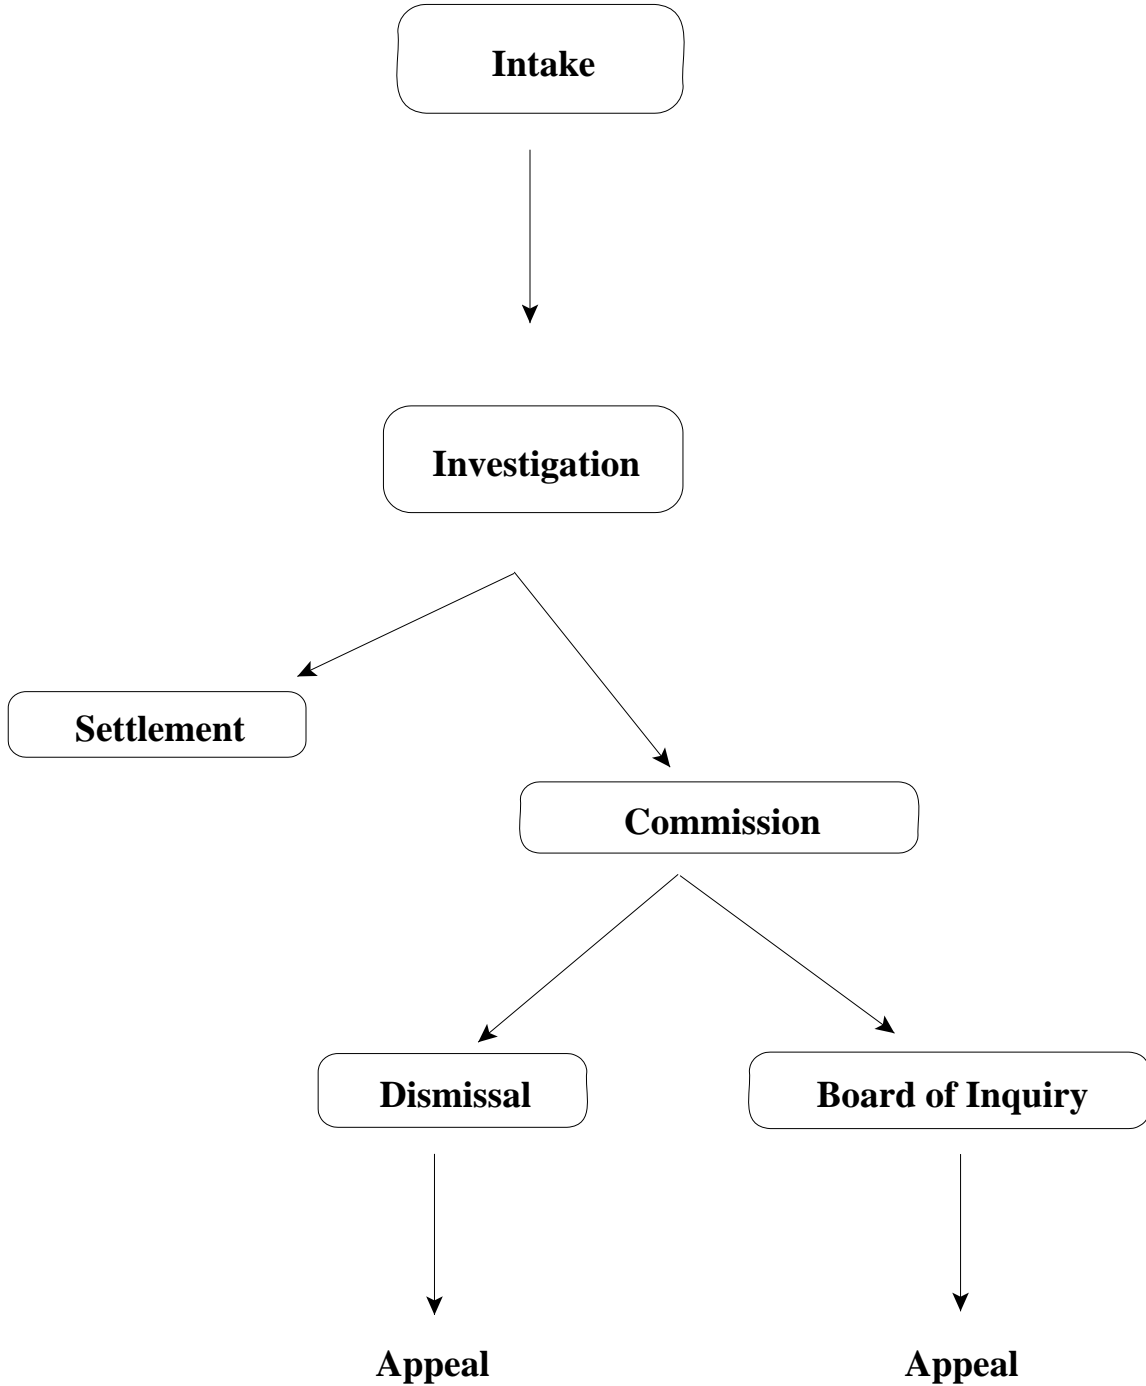 Intake
Investigation
Settlement
Commission
Dismissal
Board of Inquiry
Appeal
Appeal